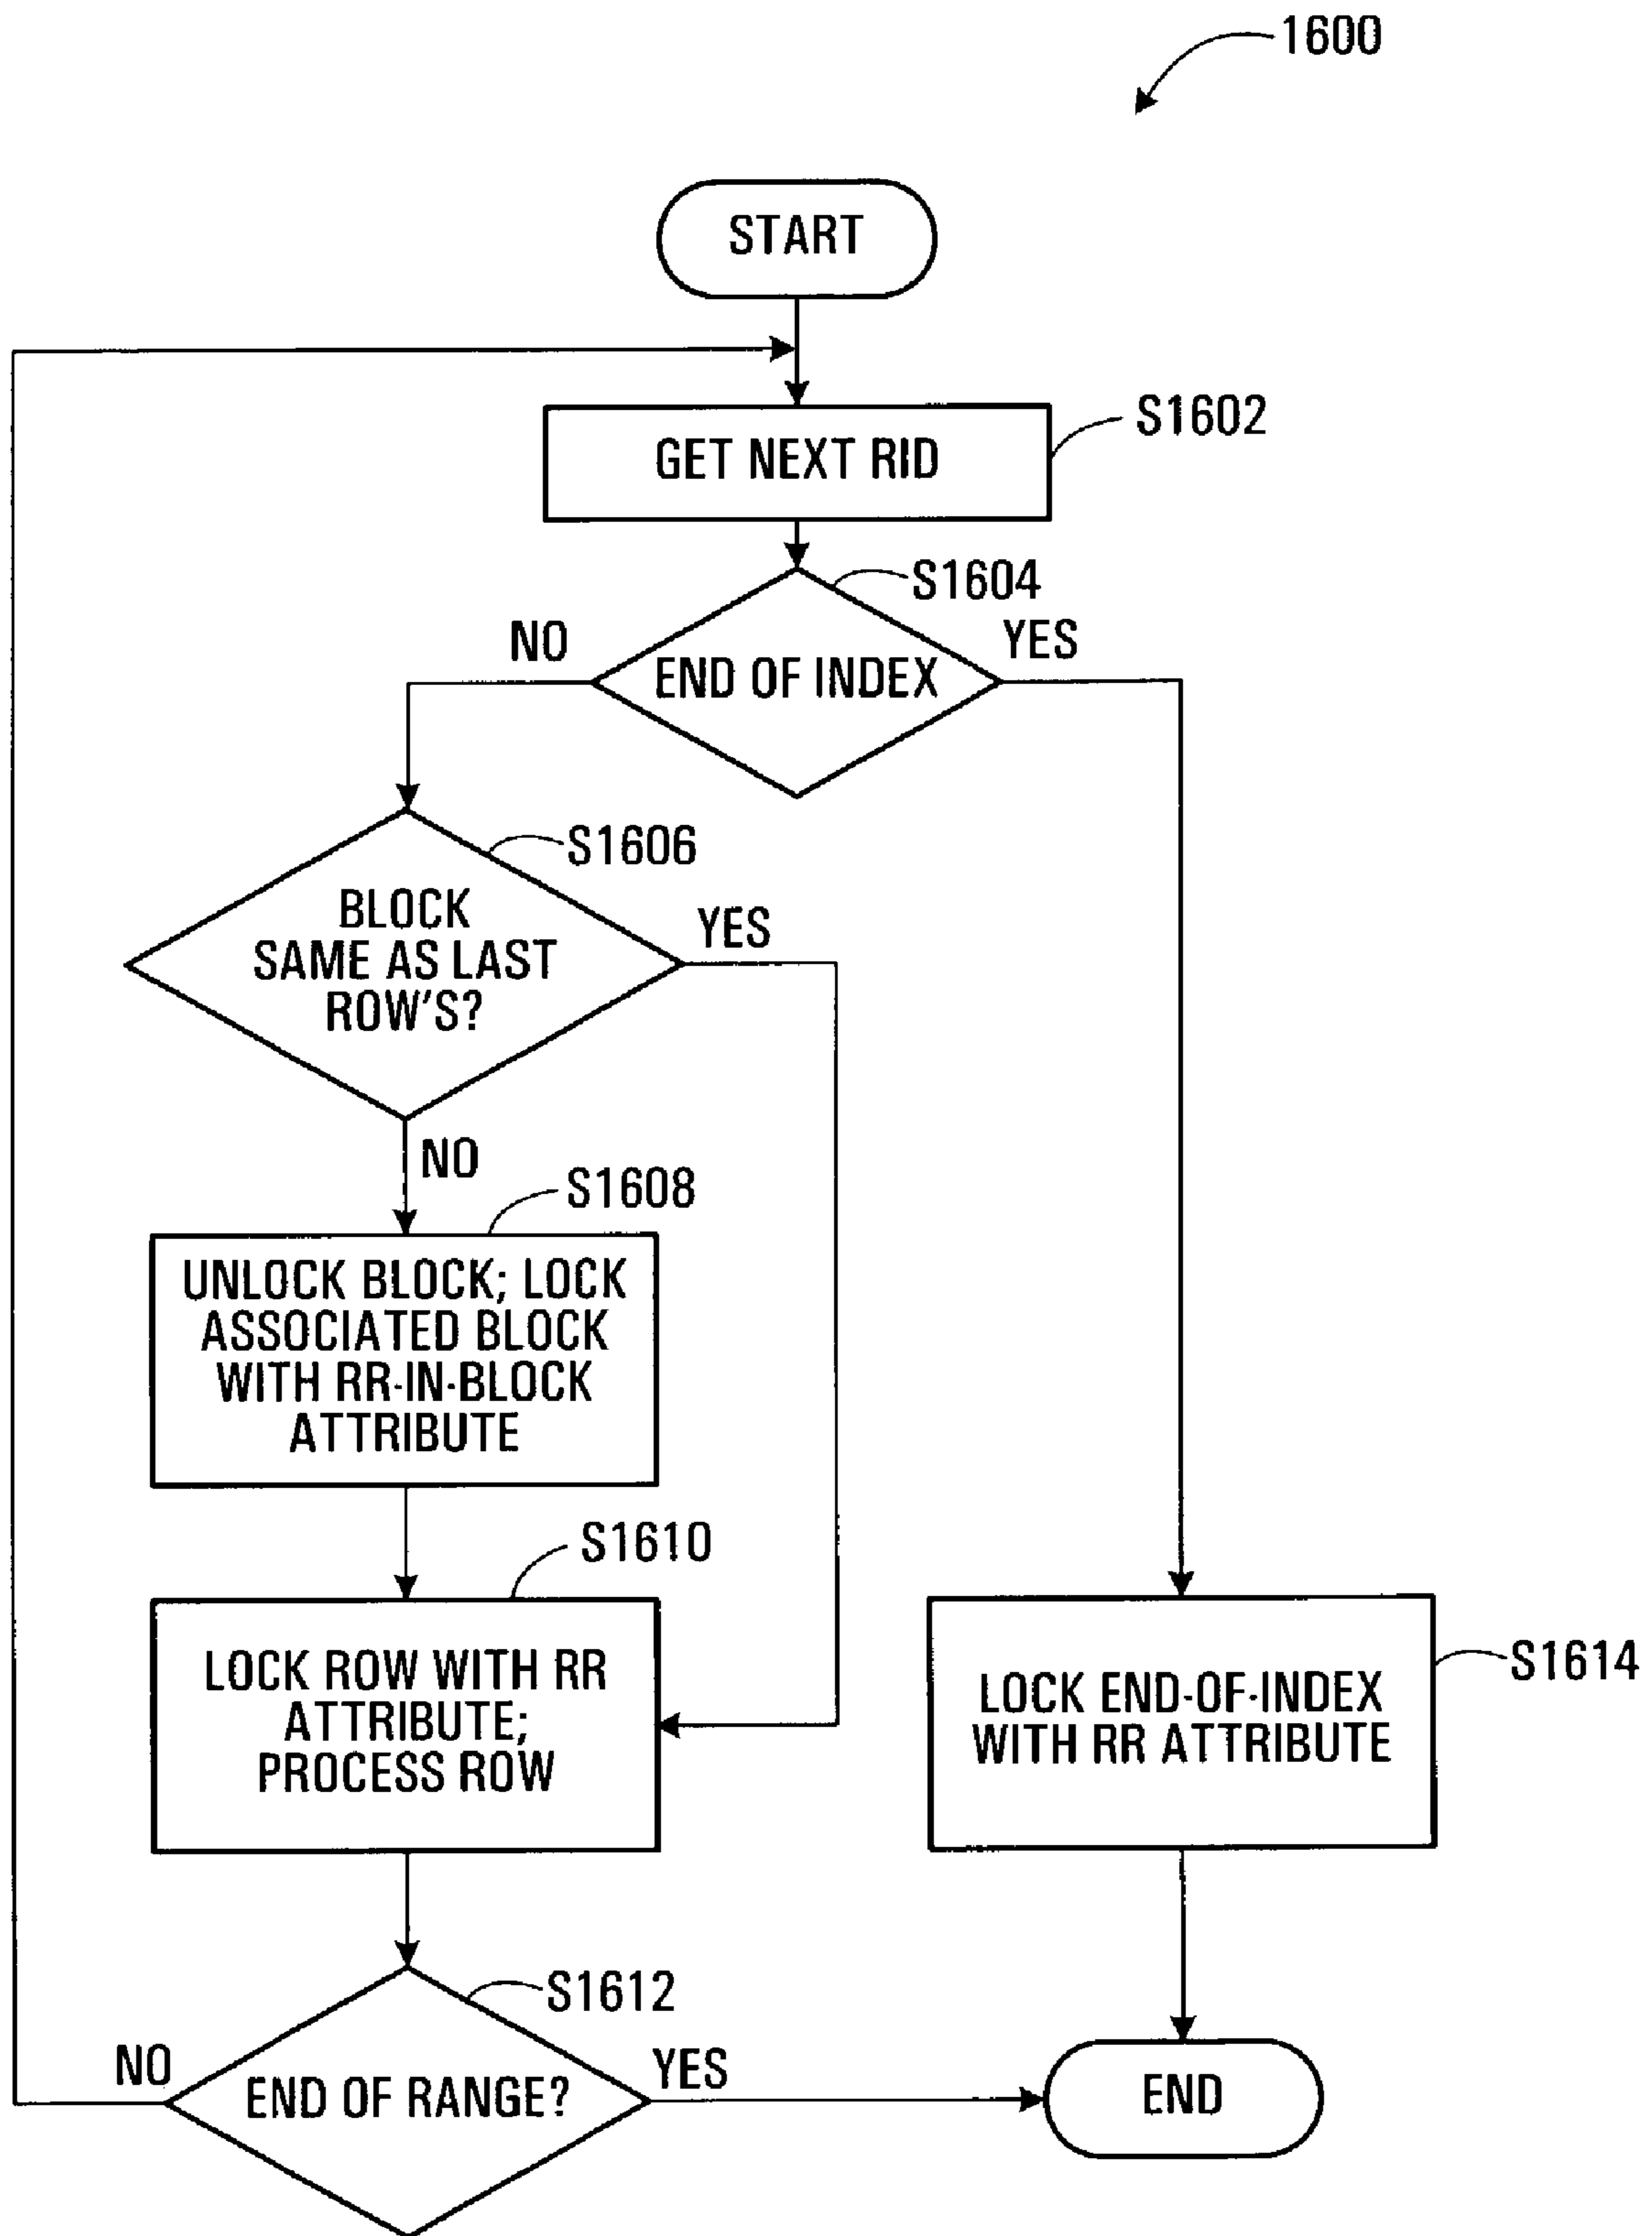 1600
START
S1602
GET NEXT RID
S1604
NO
YES
END OF INDEX
S1606
BLOCK
SAME AS LAST
ROW'S?
YES
NO
S1608
UNLOCK BLOCK; LOCK
ASSOCIATED BLOCK
WITH RR-IN-BLOCK
ATTRIBUTE
S1610
LOCK ROW WITH RR
ATTRIBUTE;
PROCESS ROW
S1614
LOCK END-OF-INDEX
WITH RR ATTRIBUTE
S1612
NO
END OF RANGE?
YES
END